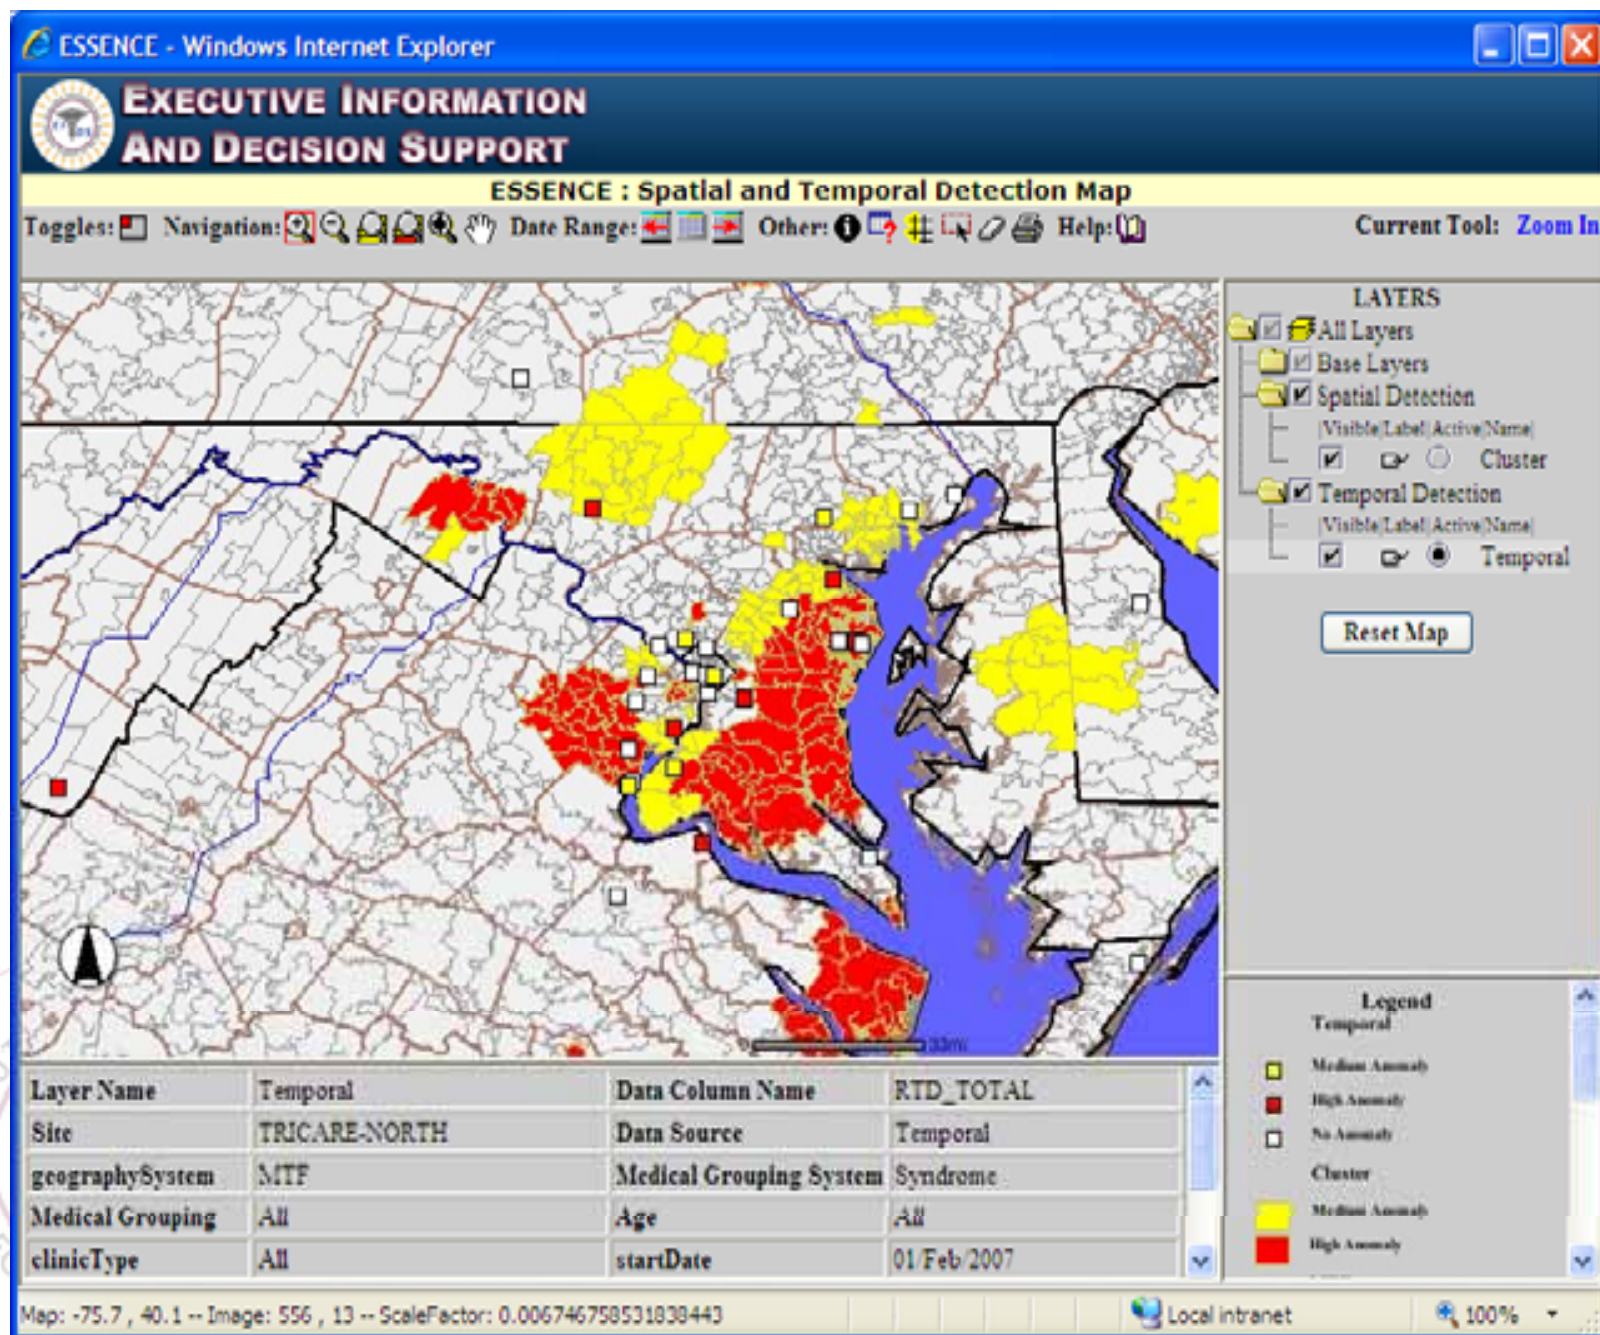 ESSENCE - Windows Internet Explorer
EXECUTIVE INFORMATION
AND DECISION SUPPORT
ESSENCE : Spatial and Temporal Detection Map
Toggles: Navigation: Date Range: Other: Help: Current Tool: Zoom In
LAYERS
All Layers
Base Layers
Spatial Detection
|Visible|Label|Active|Name|
Cluster
Temporal Detection
|Visible|Label|Active|Name|
Temporal
Reset Map
0 33mi
Legend
Temporal
Medium Anomaly
High Anomaly
No Anomaly
Cluster
Medium Anomaly
High Anomaly
Layer Name Temporal Data Column Name RTD_TOTAL
Site TRICARE-NORTH Data Source Temporal
geographySystem MTF Medical Grouping System Syndrome
Medical Grouping All Age All
clinicType All startDate 01/Feb/2007
Map: -75.7 , 40.1 -- Image: 556 , 13 -- ScaleFactor: 0.006746758531838443
Local intranet 100%